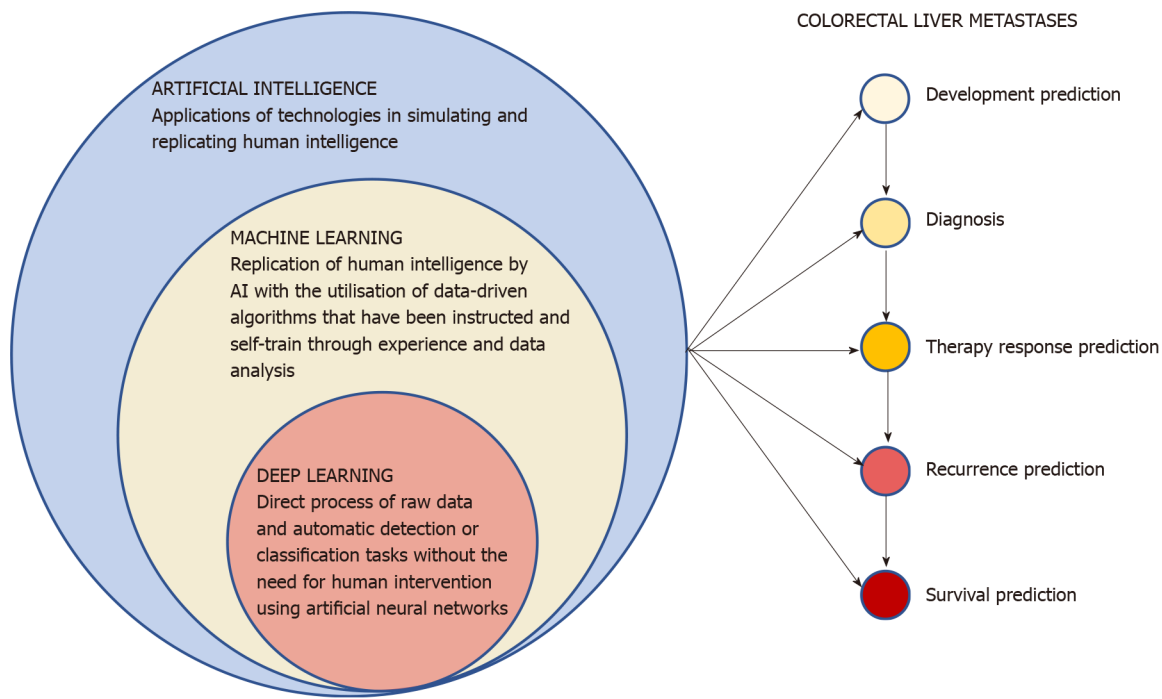 COLORECTAL LIVER METASTASES
ARTIFICIAL INTELLIGENCE
Applications of technologies in simulating and
replicating human intelligence
MACHINE LEARNING
Replication of human intelligence by
AI with the utilisation of data-driven
algorithms that have been instructed and
self-train through experience and data
analysis
DEEP LEARNING
Direct process of raw data
and automatic detection or
classification tasks without the
need for human intervention
using artificial neural networks
Development prediction
Diagnosis
Therapy response prediction
Recurrence prediction
Survival prediction